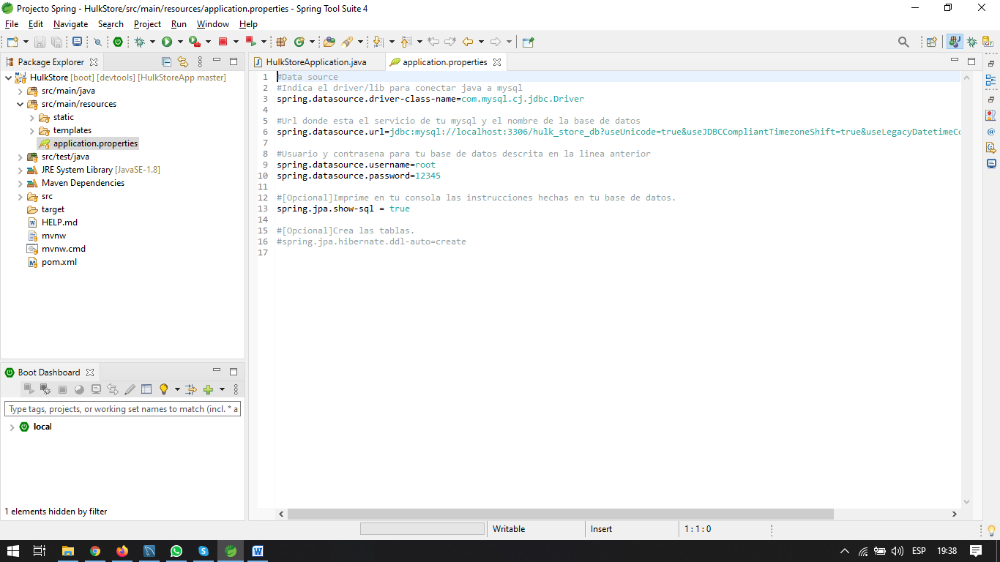 Projecto Spring - HulkStore/src/main/resources/application.properties - Spring Tool Suite 4
File Edit Navigate Search Project Run Window Help
Package Explorer
HulkStore [boot] [devtools] [HulkStoreApp master]
src/main/java
src/main/resources
static
templates
application.properties
src/test/java
JRE System Library [JavaSE-1.8]
Maven Dependencies
src
target
HELP.md
mvnw
mvnw.cmd
pom.xml
HulkStoreApplication.java
application.properties
1 #Data source
2 #Indica el driver/lib para conectar java a mysql
3 spring.datasource.driver-class-name=com.mysql.cj.jdbc.Driver
4
5 #Url donde esta el servicio de tu mysql y el nombre de la base de datos
6 spring.datasource.url=jdbc:mysql://localhost:3306/hulk_store_db?useUnicode=true&useJDBCCompliantTimezoneShift=true&useLegacyDatetimeCo
7
8 #Usuario y contrasena para tu base de datos descrita en la linea anterior
9 spring.datasource.username=root
10 spring.datasource.password=12345
11
12 #[Opcional]Imprime en tu consola las instrucciones hechas en tu base de datos.
13 spring.jpa.show-sql = true
14
15 #[Opcional]Crea las tablas.
16 #spring.jpa.hibernate.ddl-auto=create
17
Boot Dashboard
Type tags, projects, or working set names to match (incl. * a
local
1 elements hidden by filter
Writable
Insert
1 : 1 : 0
ESP
19:38